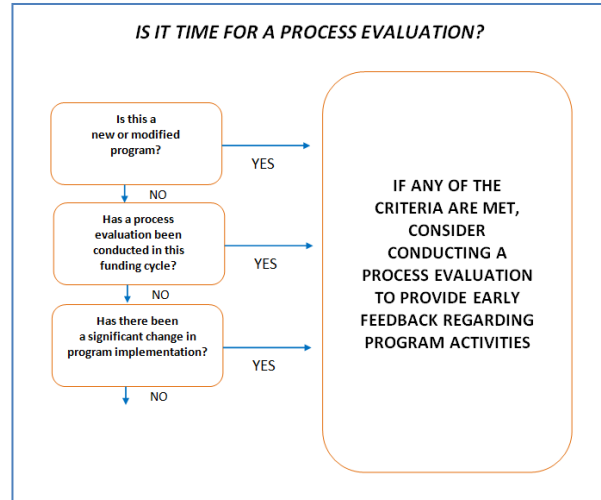 IS IT TIME FOR A PROCESS EVALUATION?
Is this a
new or modified
program?
YES
NO
Has a process
evaluation been
conducted in this
funding cycle?
YES
NO
Has there been
a significant change in
program implementation?
YES
NO
IF ANY OF THE
CRITERIA ARE MET,
CONSIDER
CONDUCTING A
PROCESS EVALUATION
TO PROVIDE EARLY
FEEDBACK REGARDING
PROGRAM ACTIVITIES